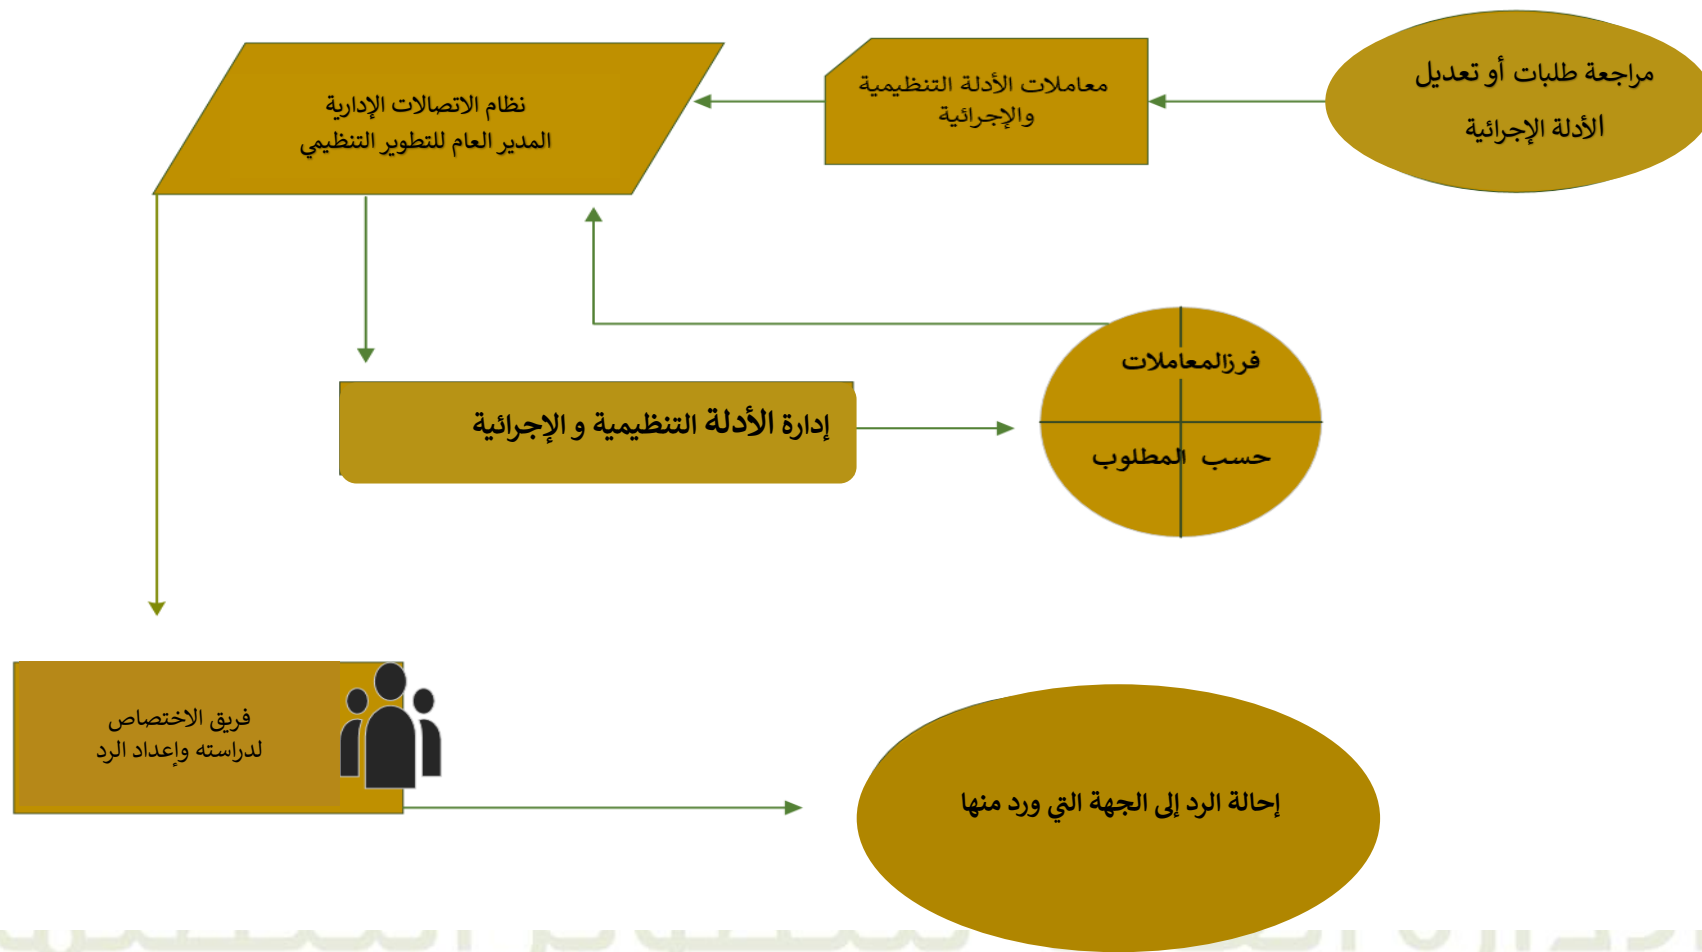 مراجعة طلبات أو تعديل
الأدلة الإجرائية
معاملات الأدلة التنظيمية
والإجرائية
نظام الاتصالات الإدارية
المدير العام للتطوير التنظيمي
فرزالمعاملات
حسب المطلوب
إدارة الأدلة التنظيمية و الإجرائية
فريق الاختصاص
لدراسته وإعداد الرد
إحالة الرد إلى الجهة التي ورد منها